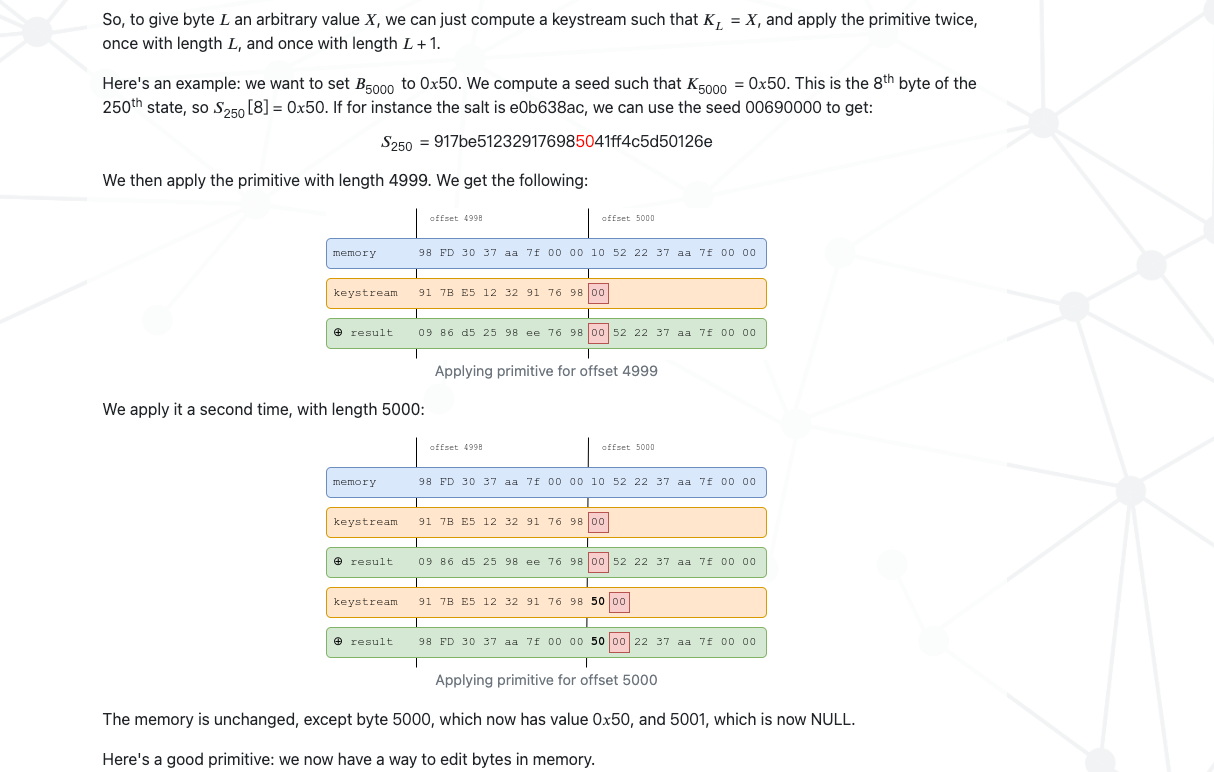 So, to give byte L an arbitrary value X, we can just compute a keystream such that K_L = X, and apply the primitive twice,
once with length L, and once with length L + 1.
Here's an example: we want to set B5000 to 0x50. We compute a seed such that K5000 = 0x50. This is the 8th byte of the
250th state, so S250[8] = 0x50. If for instance the salt is e0b638ac, we can use the seed 00690000 to get:
S250 = 917be512329176985041ff4c5d50126e
We then apply the primitive with length 4999. We get the following:
offset 4998 offset 5000
memory 98 FD 30 37 aa 7f 00 00 10 52 22 37 aa 7f 00 00
keystream 91 7B E5 12 32 91 76 98 00
⊕ result 09 86 d5 25 98 ee 76 98 00 52 22 37 aa 7f 00 00
Applying primitive for offset 4999
We apply it a second time, with length 5000:
offset 4998 offset 5000
memory 98 FD 30 37 aa 7f 00 00 10 52 22 37 aa 7f 00 00
keystream 91 7B E5 12 32 91 76 98 00
⊕ result 09 86 d5 25 98 ee 76 98 00 52 22 37 aa 7f 00 00
keystream 91 7B E5 12 32 91 76 98 50 00
⊕ result 98 FD 30 37 aa 7f 00 00 50 00 22 37 aa 7f 00 00
Applying primitive for offset 5000
The memory is unchanged, except byte 5000, which now has value 0x50, and 5001, which is now NULL.
Here's a good primitive: we now have a way to edit bytes in memory.